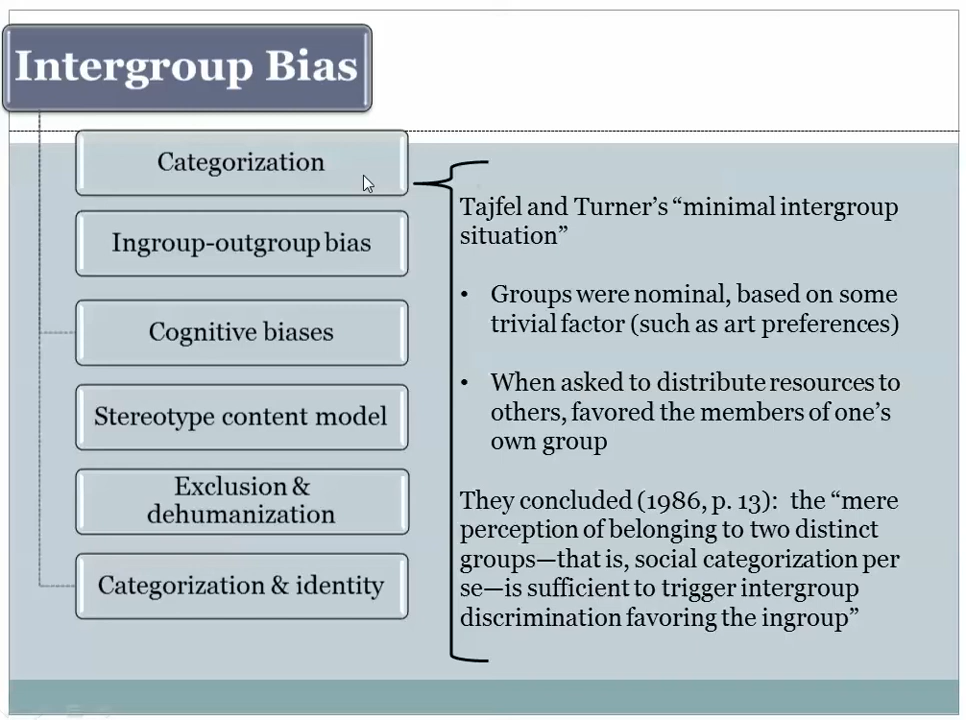 Intergroup Bias
Categorization
Ingroup-outgroup bias
Cognitive biases
Stereotype content model
Exclusion &
dehumanization
Categorization & identity
Tajfel and Turner’s “minimal intergroup
situation”
• Groups were nominal, based on some
trivial factor (such as art preferences)
• When asked to distribute resources to
others, favored the members of one’s
own group
They concluded (1986, p. 13): the “mere
perception of belonging to two distinct
groups—that is, social categorization per
se—is sufficient to trigger intergroup
discrimination favoring the ingroup”